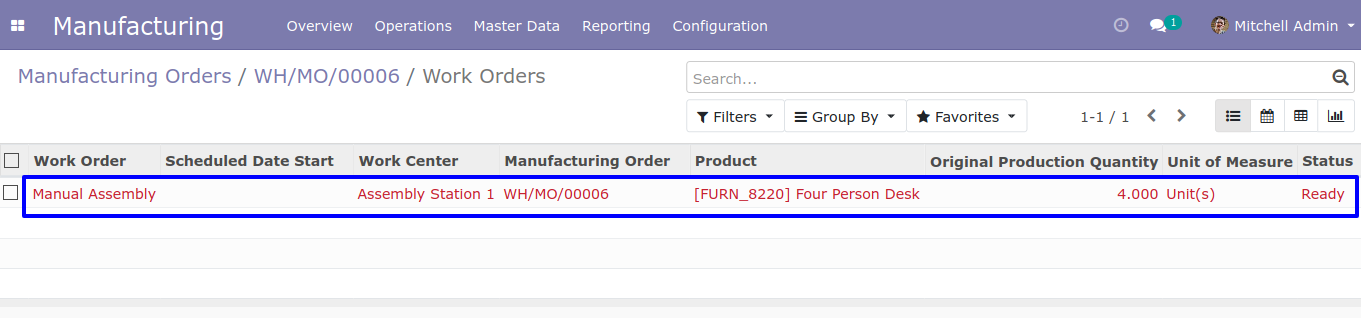 Manufacturing Overview Operations Master Data Reporting Configuration 1 Mitchell Admin
Manufacturing Orders / WH/MO/00006 / Work Orders
Search...
Filters Group By Favorites 1-1 / 1
Work Order Scheduled Date Start Work Center Manufacturing Order Product Original Production Quantity Unit of Measure Status
Manual Assembly Assembly Station 1 WH/MO/00006 [FURN_8220] Four Person Desk 4.000 Unit(s) Ready